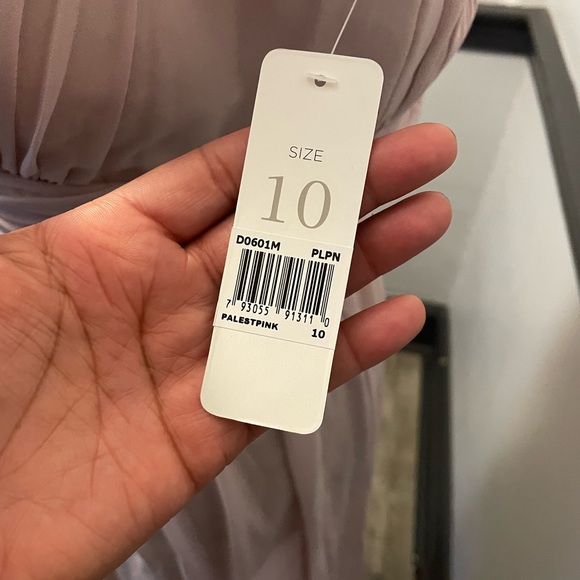 SIZE
10
D0601M PLPN
7 93055 91311 0
PALESTPINK 10